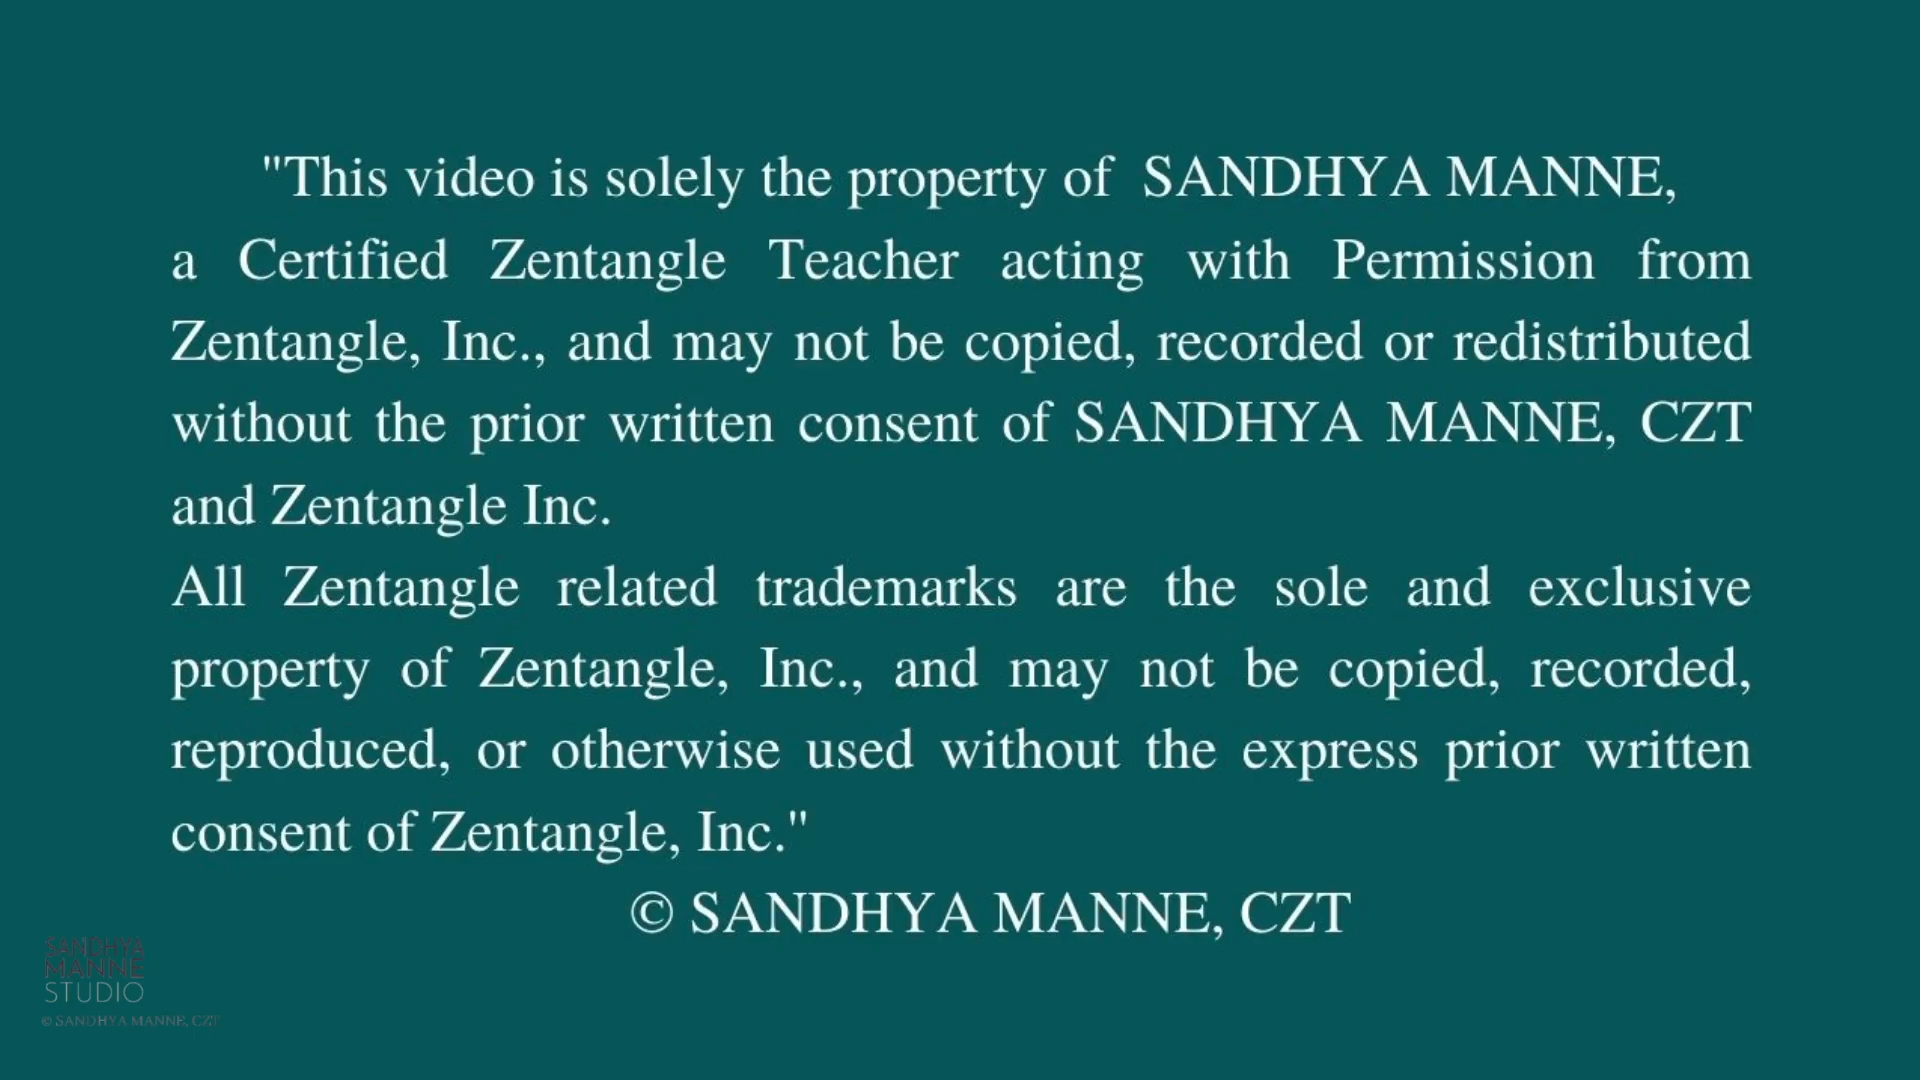 "This video is solely the property of SANDHYA MANNE,
a Certified Zentangle Teacher acting with Permission from
Zentangle, Inc., and may not be copied, recorded or redistributed
without the prior written consent of SANDHYA MANNE, CZT
and Zentangle Inc.
All Zentangle related trademarks are the sole and exclusive
property of Zentangle, Inc., and may not be copied, recorded,
reproduced, or otherwise used without the express prior written
consent of Zentangle, Inc."
© SANDHYA MANNE, CZT
SANDHYA
MANNE
STUDIO
© SANDHYA MANNE, CZT